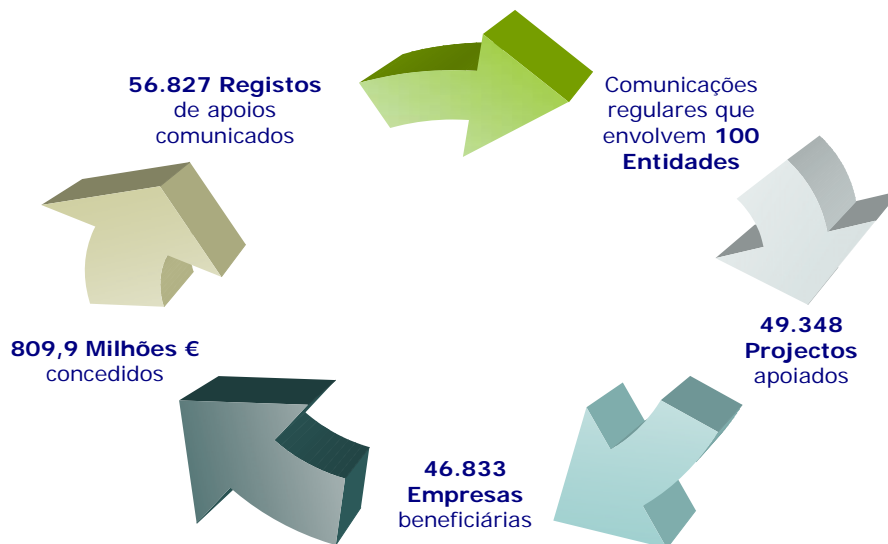 56.827 Registos
de apoios
comunicados
Comunicações
regulares que
envolvem 100
Entidades
49.348
Projectos
apoiados
46.833
Empresas
beneficiárias
809,9 Milhões €
concedidos